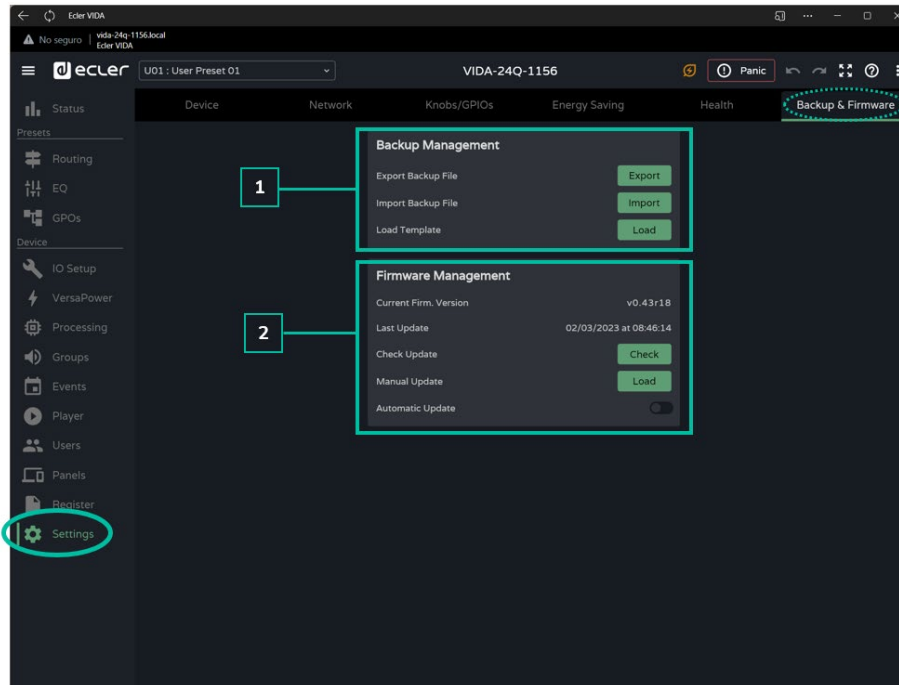 Ecler VIDA
No seguro
vida-24q-1156.local
Ecler VIDA
ecler
U01 : User Preset 01
VIDA-24Q-1156
Panic
Status
Device
Network
Knobs/GPIOs
Energy Saving
Health
Backup & Firmware
Presets
Routing
EQ
GPOs
Device
IO Setup
VersaPower
Processing
Groups
Events
Player
Users
Panels
Register
Settings
1
Backup Management
Export Backup File Export
Import Backup File Import
Load Template Load
2
Firmware Management
Current Firm. Version v0.43r18
Last Update 02/03/2023 at 08:46:14
Check Update Check
Manual Update Load
Automatic Update